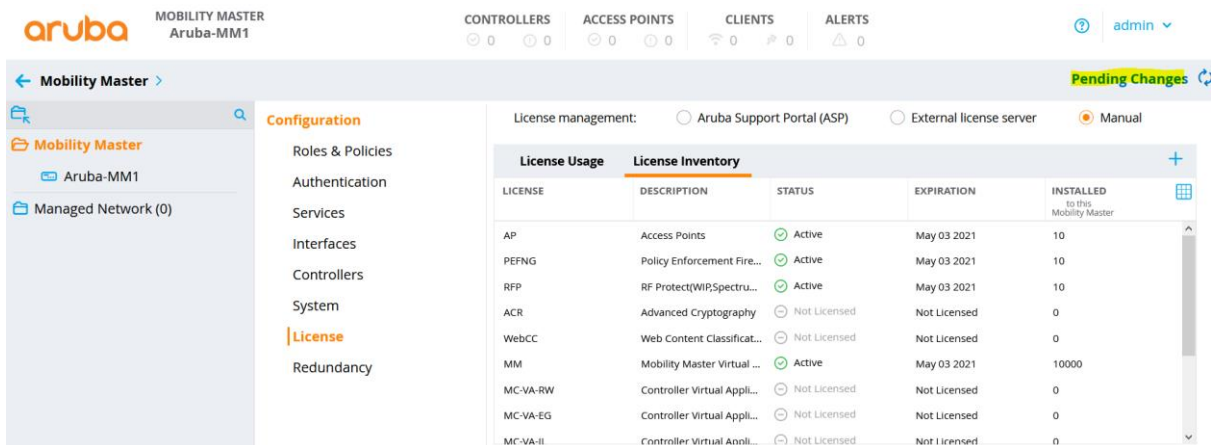 aruba
MOBILITY MASTER
Aruba-MM1
CONTROLLERS
0 0
ACCESS POINTS
0 0
CLIENTS
0 0
ALERTS
0
admin
Mobility Master
Pending Changes
Mobility Master
Aruba-MM1
Managed Network (0)
Configuration
Roles & Policies
Authentication
Services
Interfaces
Controllers
System
License
Redundancy
License management: Aruba Support Portal (ASP) External license server Manual
License Usage License Inventory
LICENSE DESCRIPTION STATUS EXPIRATION INSTALLED
to this
Mobility Master
AP Access Points Active May 03 2021 10
PEFNG Policy Enforcement Fire... Active May 03 2021 10
RFP RF Protect(WIP,Spectru... Active May 03 2021 10
ACR Advanced Cryptography Not Licensed Not Licensed 0
WebCC Web Content Classificat... Not Licensed Not Licensed 0
MM Mobility Master Virtual ... Active May 03 2021 10000
MC-VA-RW Controller Virtual Appli... Not Licensed Not Licensed 0
MC-VA-EG Controller Virtual Appli... Not Licensed Not Licensed 0
MC-VA-IL Controller Virtual Appli... Not Licensed Not Licensed 0